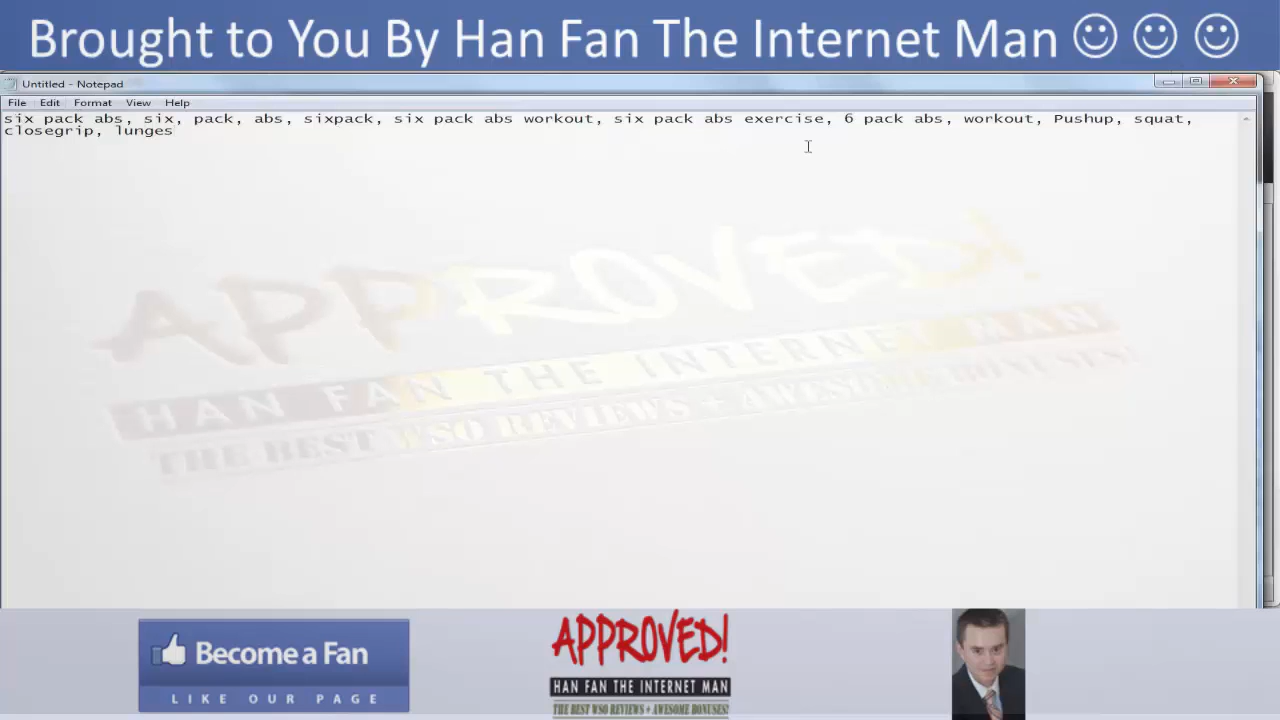 Brought to You By Han Fan The Internet Man
Untitled - Notepad
File Edit Format View Help
six pack abs, six, pack, abs, sixpack, six pack abs workout, six pack abs exercise, 6 pack abs, workout, Pushup, squat,
closegrip, lunges
APPROVED!
HAN FAN THE INTERNET MAN
THE BEST WSO REVIEWS + AWESOME BONUSES!
Become a Fan
LIKE OUR PAGE
APPROVED!
HAN FAN THE INTERNET MAN
THE BEST WSO REVIEWS + AWESOME BONUSES!